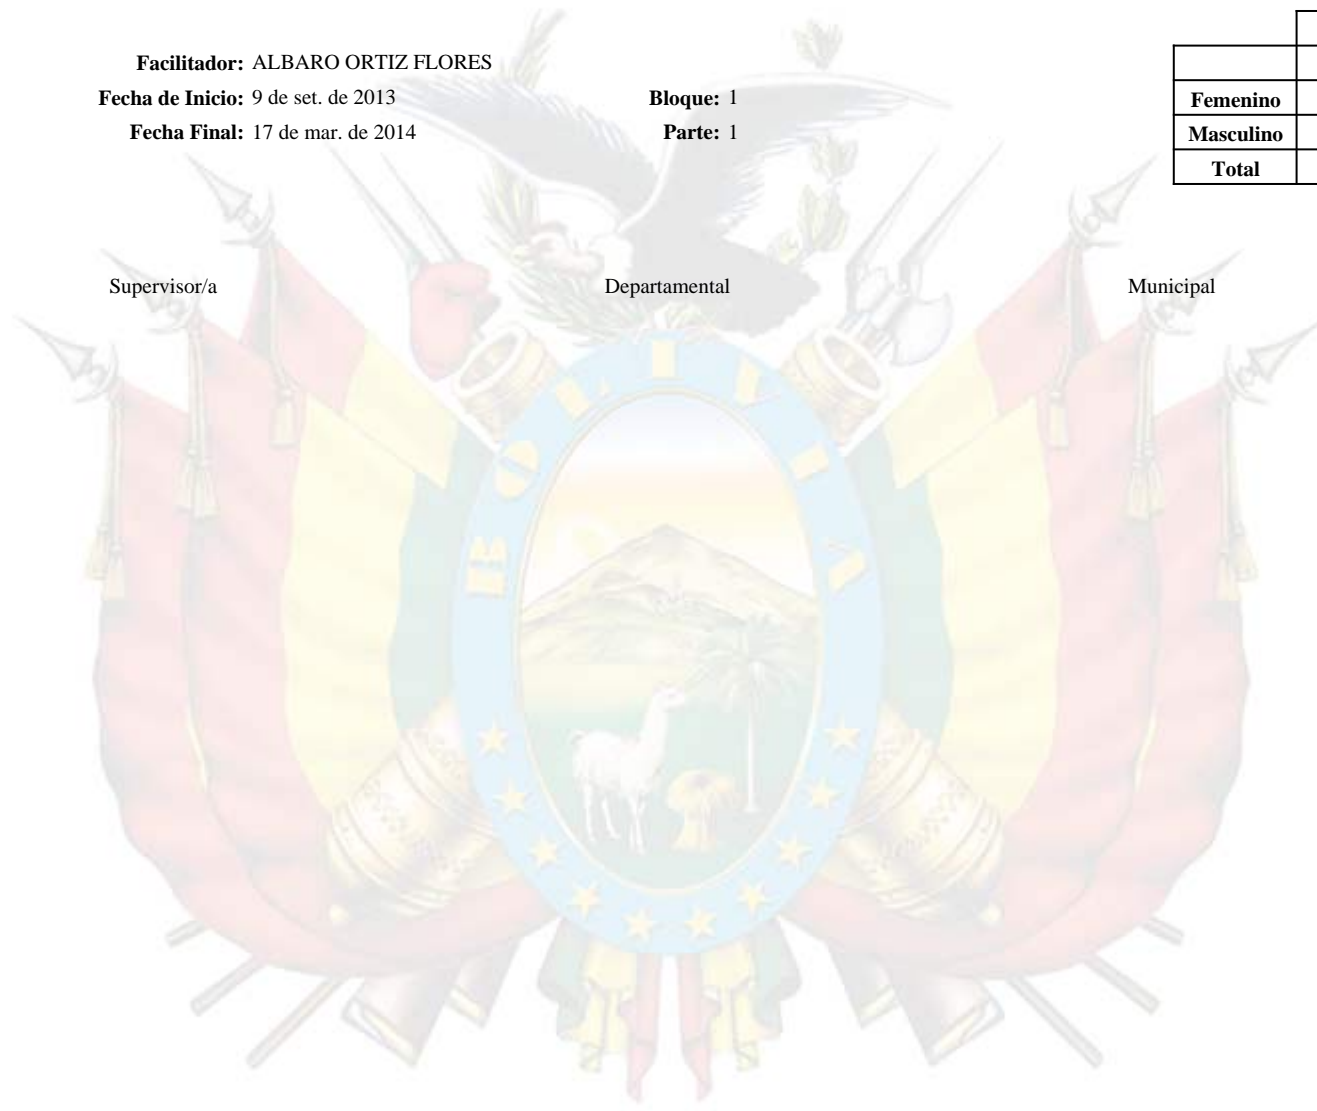 Facilitador: ALBARO ORTIZ FLORES
Fecha de Inicio: 9 de set. de 2013 Bloque: 1
Fecha Final: 17 de mar. de 2014 Parte: 1
Femenino
Masculino
Total
Supervisor/a Departamental Municipal
BOLIVIA